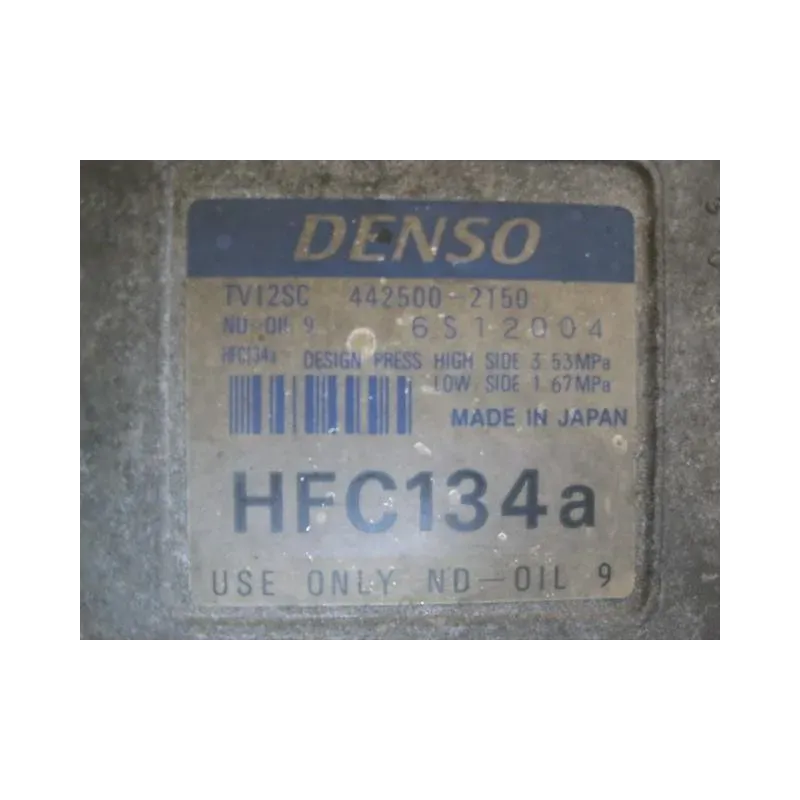 DENSO
TV12SC 442500-2150
ND-OIL 9 6S12004
HFC134a DESIGN PRESS HIGH SIDE 3.53MPa
LOW SIDE 1.67MPa
MADE IN JAPAN
HFC134a
USE ONLY ND-OIL 9